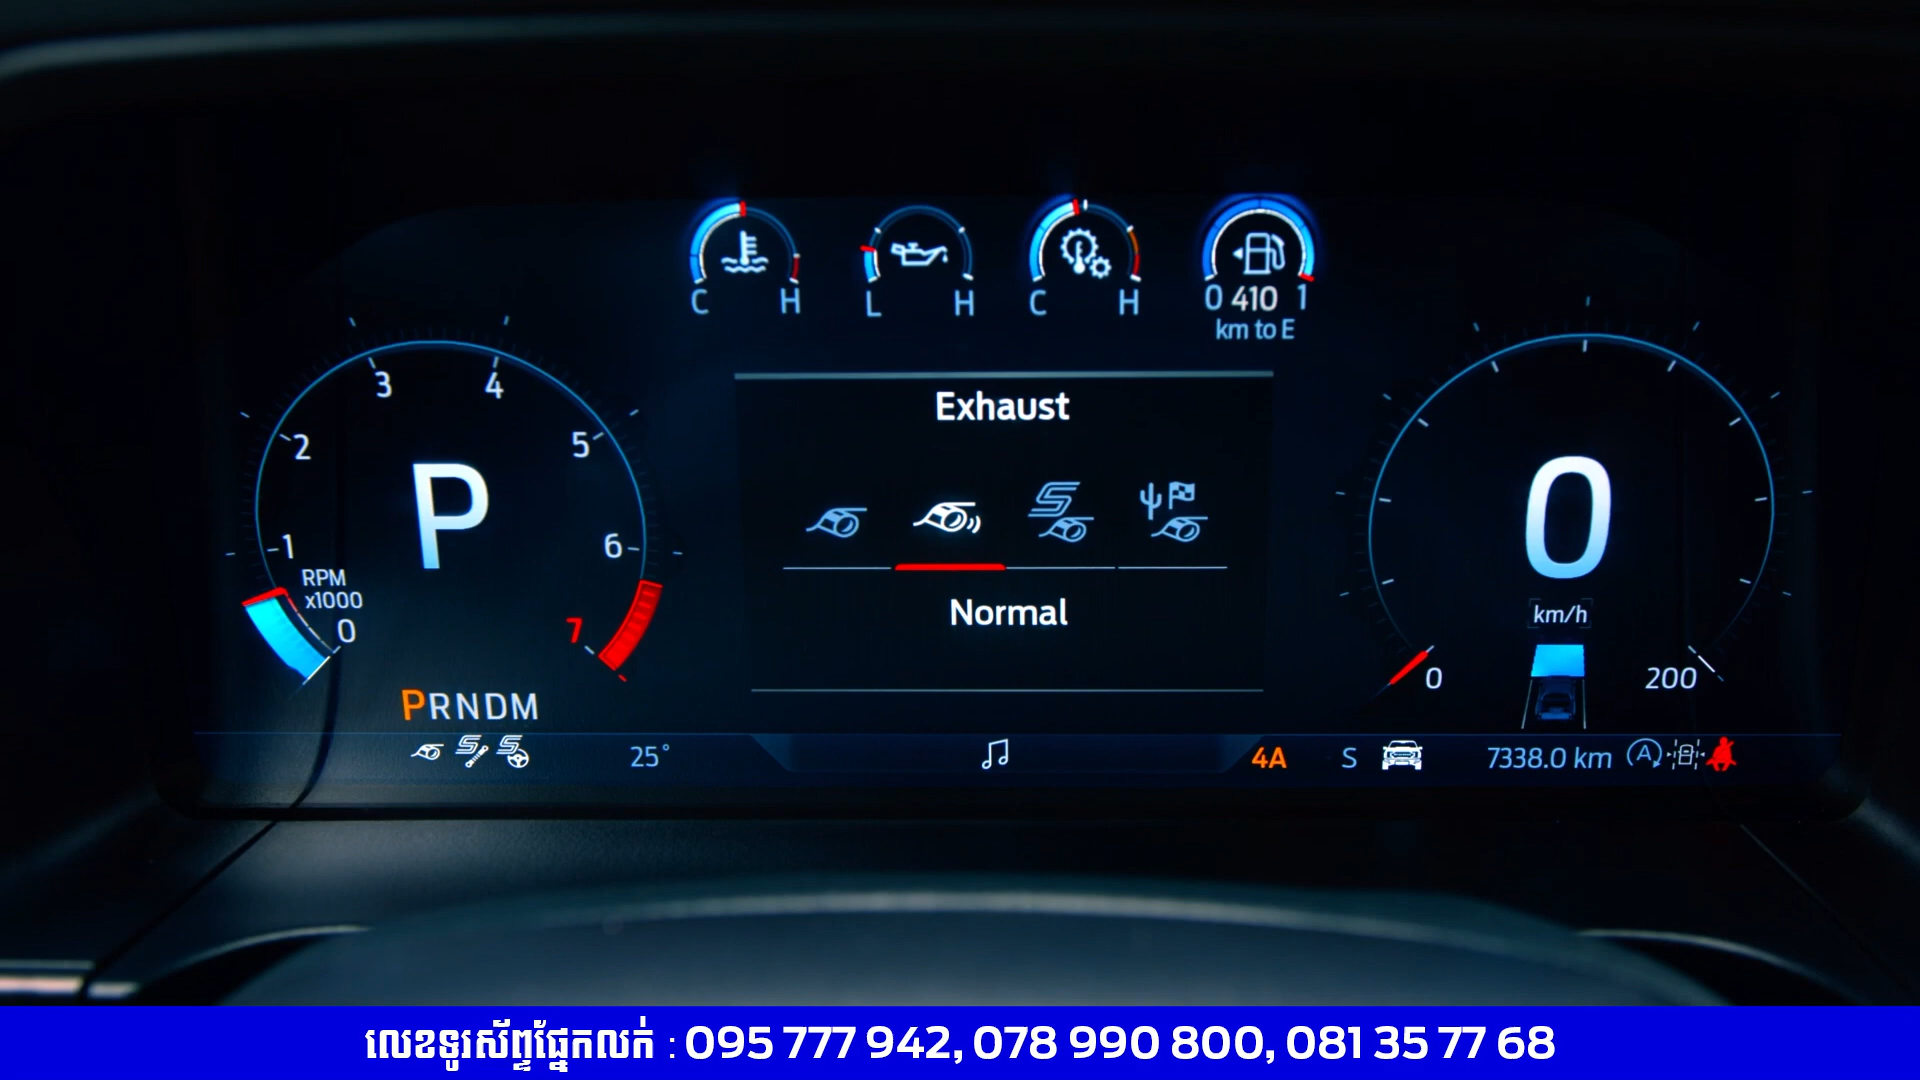 C H
L H
C H
0 410 1
km to E
Exhaust
Normal
3 4
2 5
1 6
RPM
x1000
0 7
P
PRNDM
0
km/h
0 200
25°
4A
S
7338.0 km
A
លេខទូរស័ព្ទផ្នែកលក់ : 095 777 942, 078 990 800, 081 35 77 68